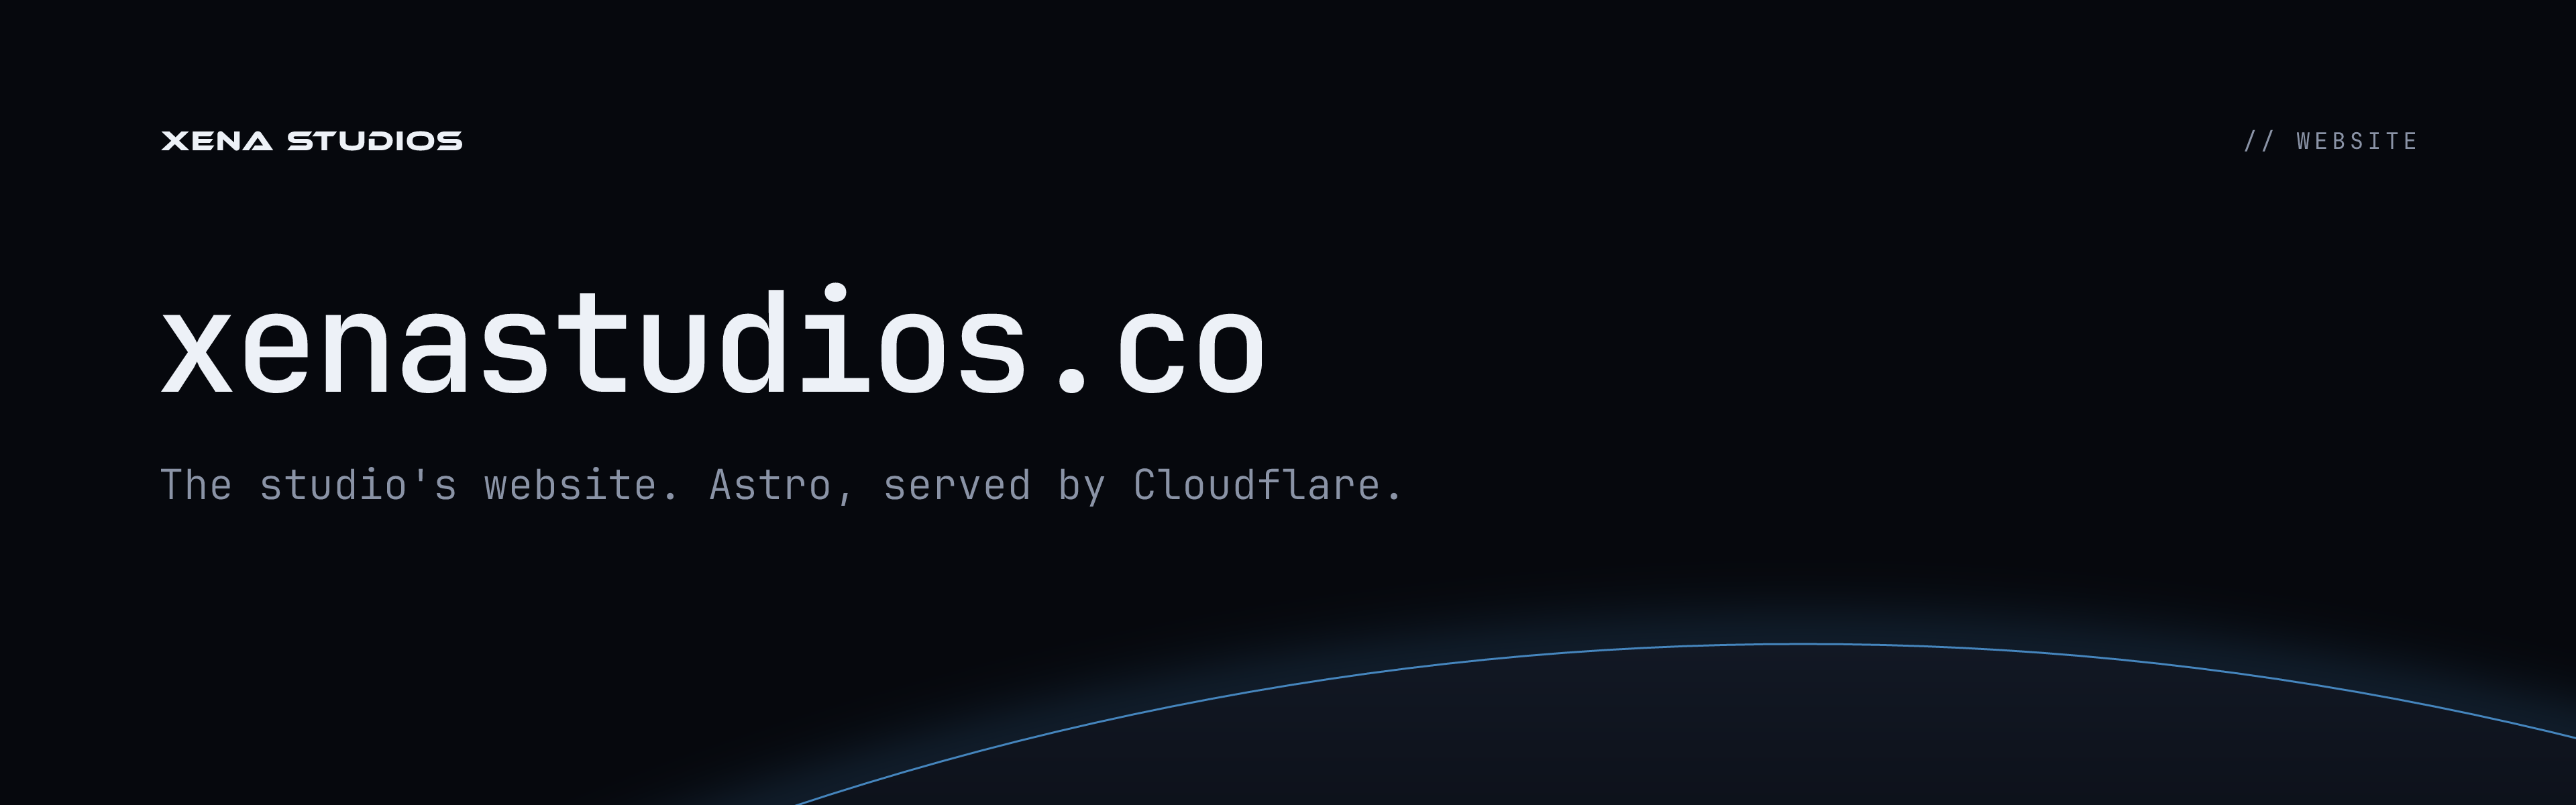 XENA STUDIOS
// WEBSITE
xenastudios.co
The studio's website. Astro, served by Cloudflare.